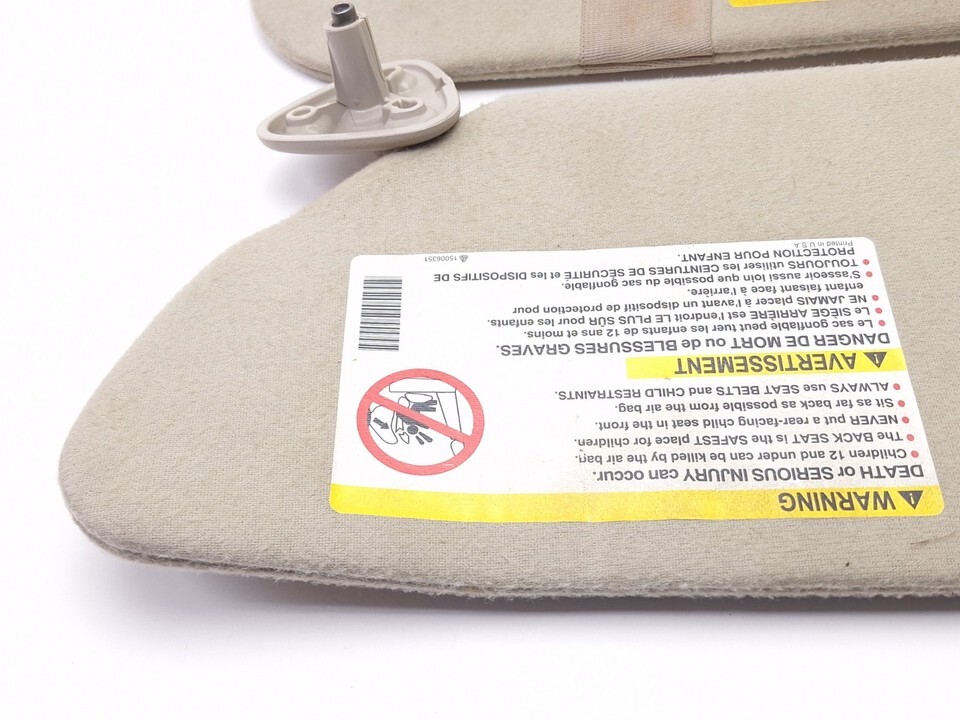 WARNING
DEATH or SERIOUS INJURY can occur.
• Children 12 and under can be killed by the air bag.
• The BACK SEAT is the SAFEST place for children.
• NEVER put a rear-facing child seat in the front.
• Sit as far back as possible from the air bag.
• ALWAYS use SEAT BELTS and CHILD RESTRAINTS.
AVERTISSEMENT
DANGER DE MORT ou de BLESSURES GRAVES.
• Le sac gonflable peut tuer les enfants de 12 ans et moins.
• Le SIÈGE ARRIÈRE est l'endroit LE PLUS SÛR pour les enfants.
• NE JAMAIS placer à l'avant un dispositif de protection pour
enfant faisant face à l'arrière.
• S'asseoir aussi loin que possible du sac gonflable.
• TOUJOURS utiliser les CEINTURES DE SÉCURITÉ et les DISPOSITIFS DE
PROTECTION POUR ENFANT.
Printed in U.S.A.
15006351